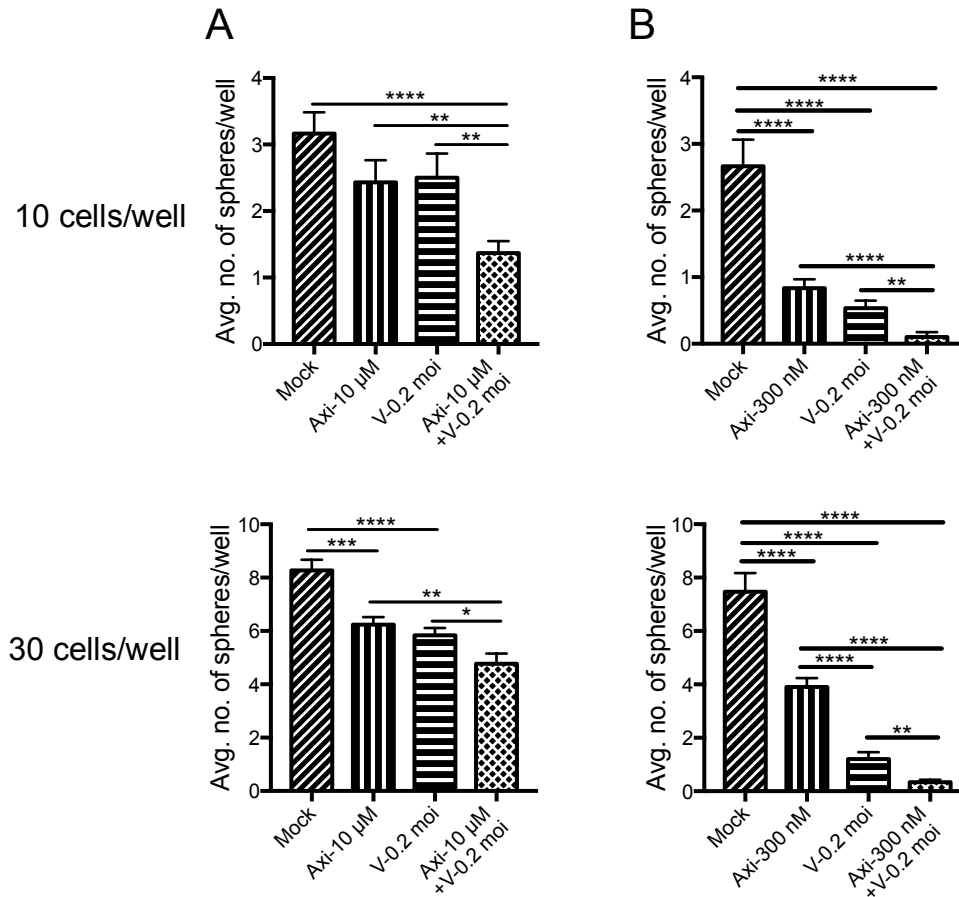 A
B
10 cells/well
Avg. no. of spheres/well
4
3
2
1
0
****
**
**
Mock
Axi-10 µM
V-0.2 moi
Axi-10 µM
+V-0.2 moi
Avg. no. of spheres/well
4
3
2
1
0
****
****
****
****
**
Mock
Axi-300 nM
V-0.2 moi
Axi-300 nM
+V-0.2 moi
30 cells/well
Avg. no. of spheres/well
10
8
6
4
2
0
****
***
**
*
Mock
Axi-10 µM
V-0.2 moi
Axi-10 µM
+V-0.2 moi
Avg. no. of spheres/well
10
8
6
4
2
0
****
****
****
****
****
**
Mock
Axi-300 nM
V-0.2 moi
Axi-300 nM
+V-0.2 moi